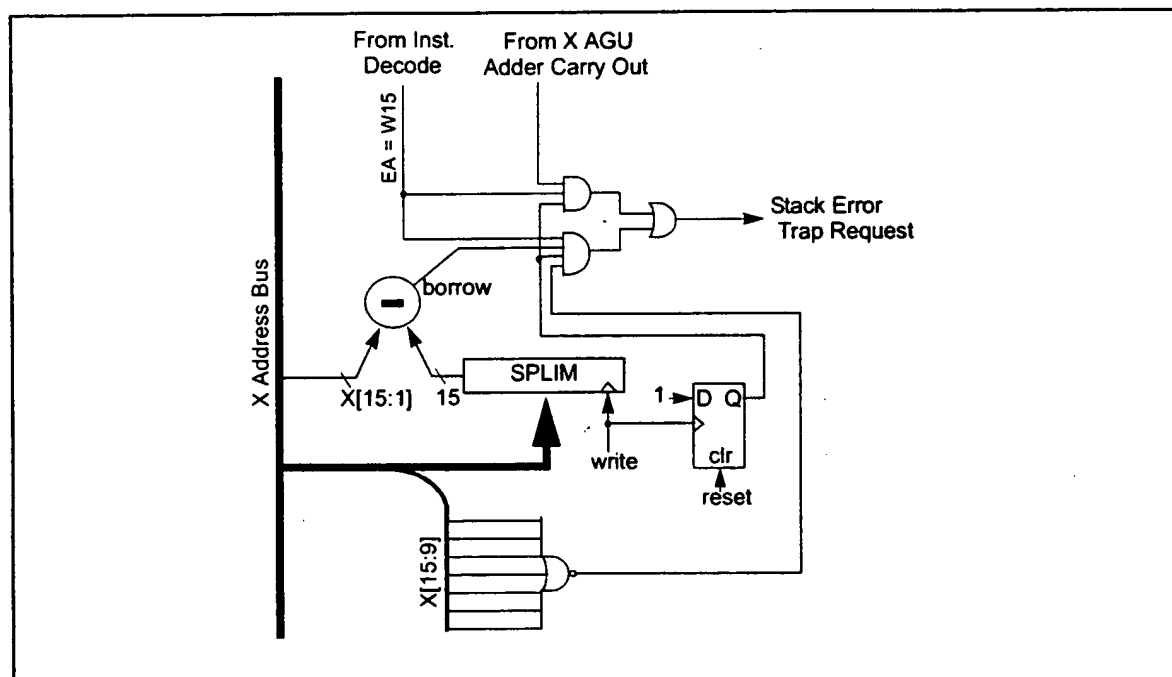 From Inst.
Decode
From X AGU
Adder Carry Out
EA = W15
Stack Error
Trap Request
X Address Bus
borrow
SPLIM
X[15:1]
15
1
D Q
write
clr
reset
X[15:9]